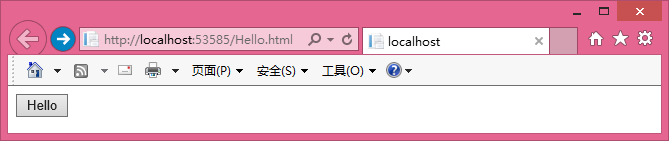 http://localhost:53585/Hello.html
localhost
页面(P) 安全(S) 工具(O)
Hello